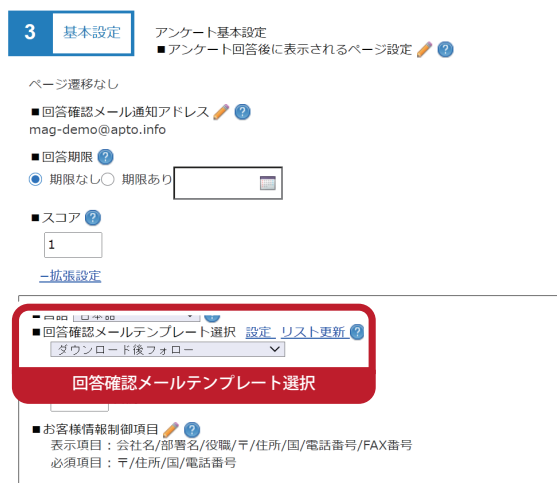 3 基本設定
アンケート基本設定
■アンケート回答後に表示されるページ設定
ページ遷移なし
■回答確認メール通知アドレス
mag-demo@apto.info
■回答期限
期限なし 期限あり
■スコア
1
−拡張設定
■言語 日本語
■回答確認メールテンプレート選択 設定 リスト更新
ダウンロード後フォロー
回答確認メールテンプレート選択
■お客様情報制御項目
表示項目：会社名/部署名/役職/〒/住所/国/電話番号/FAX番号
必須項目：〒/住所/国/電話番号